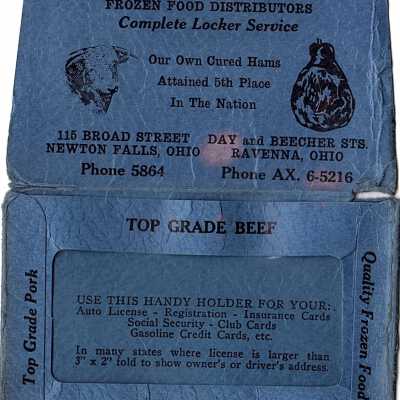 FROZEN FOOD DISTRIBUTORS
Complete Locker Service
Our Own Cured Hams
Attained 5th Place
In The Nation
115 BROAD STREET
NEWTON FALLS, OHIO
Phone 5864
DAY and BEECHER STS.
RAVENNA, OHIO
Phone AX. 6-5216
TOP GRADE BEEF
Top Grade Pork
USE THIS HANDY HOLDER FOR YOUR:
Auto License - Registration - Insurance Cards
Social Security - Club Cards
Gasoline Credit Cards, etc.
In many states where license is larger than
3" x 2" fold to show owner's or driver's address.
Quality Frozen Food